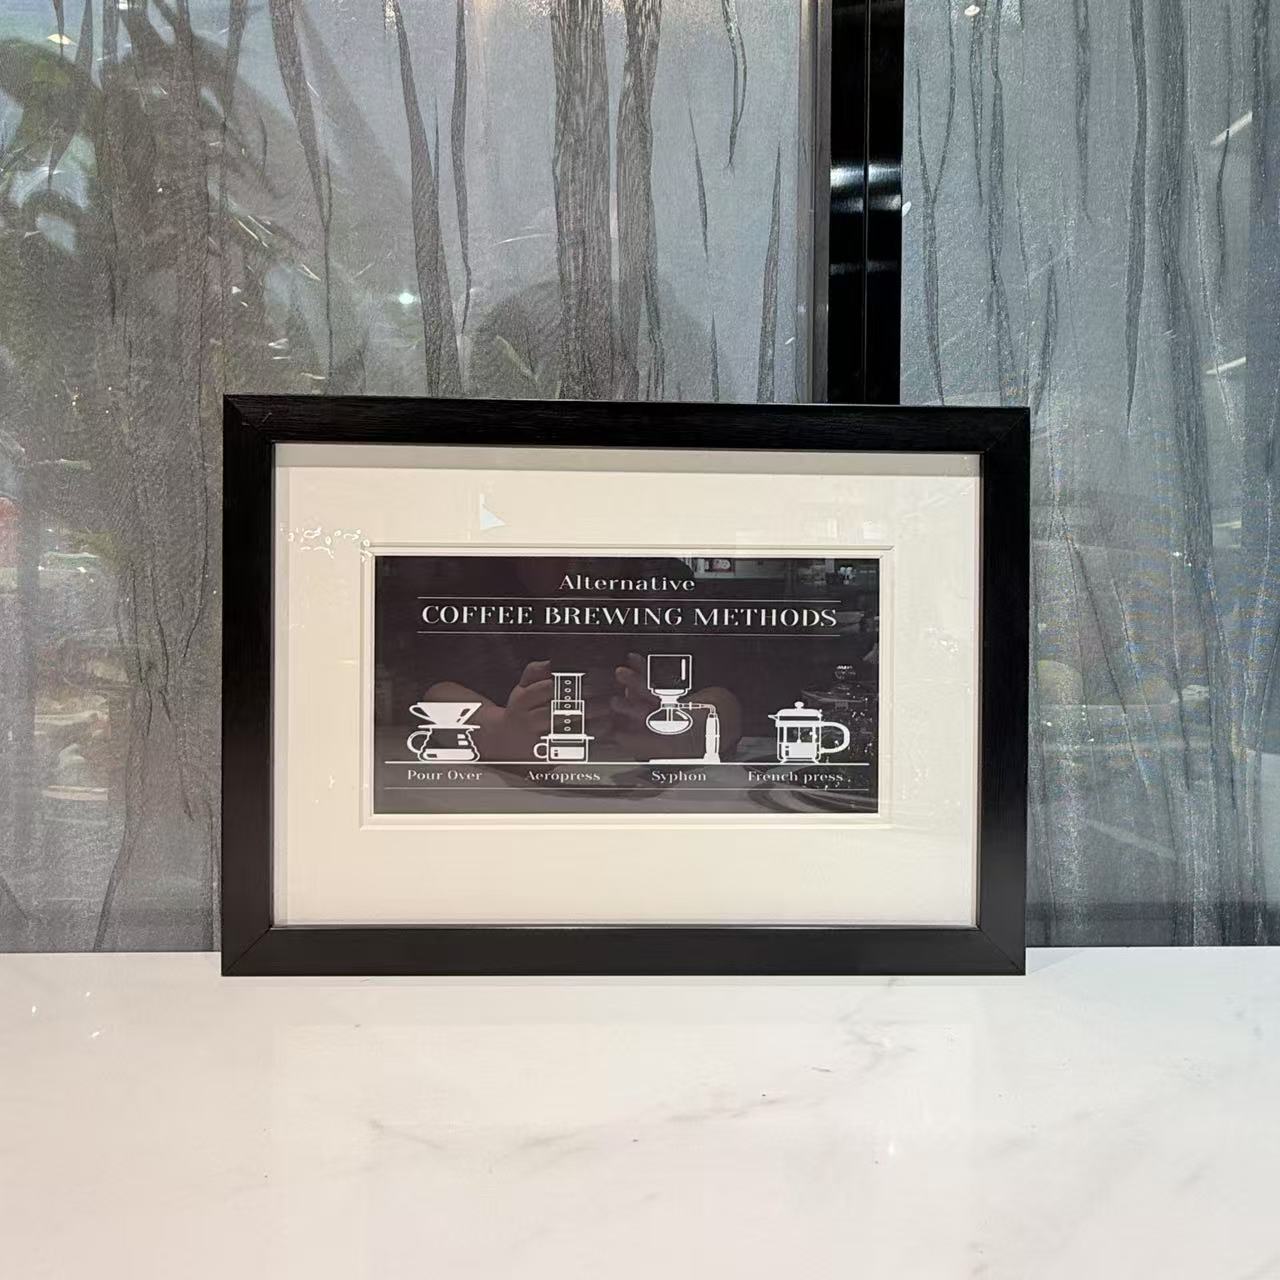 Alternative
COFFEE BREWING METHODS
Pour Over Aeropress Syphon French press